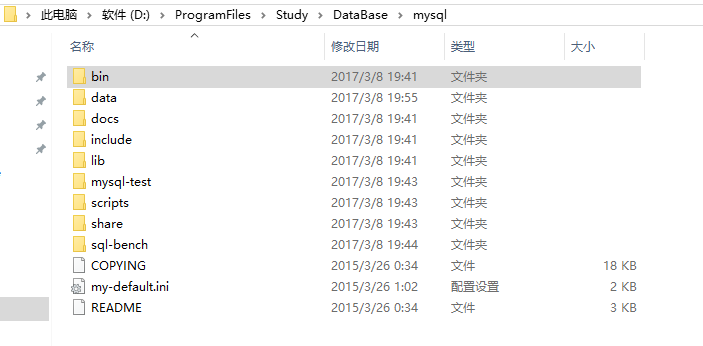 此电脑 > 软件 (D:) > ProgramFiles > Study > DataBase > mysql
名称 修改日期 类型 大小
bin 2017/3/8 19:41 文件夹
data 2017/3/8 19:55 文件夹
docs 2017/3/8 19:41 文件夹
include 2017/3/8 19:41 文件夹
lib 2017/3/8 19:41 文件夹
mysql-test 2017/3/8 19:43 文件夹
scripts 2017/3/8 19:43 文件夹
share 2017/3/8 19:43 文件夹
sql-bench 2017/3/8 19:44 文件夹
COPYING 2015/3/26 0:34 文件 18 KB
my-default.ini 2015/3/26 1:02 配置设置 2 KB
README 2015/3/26 0:34 文件 3 KB